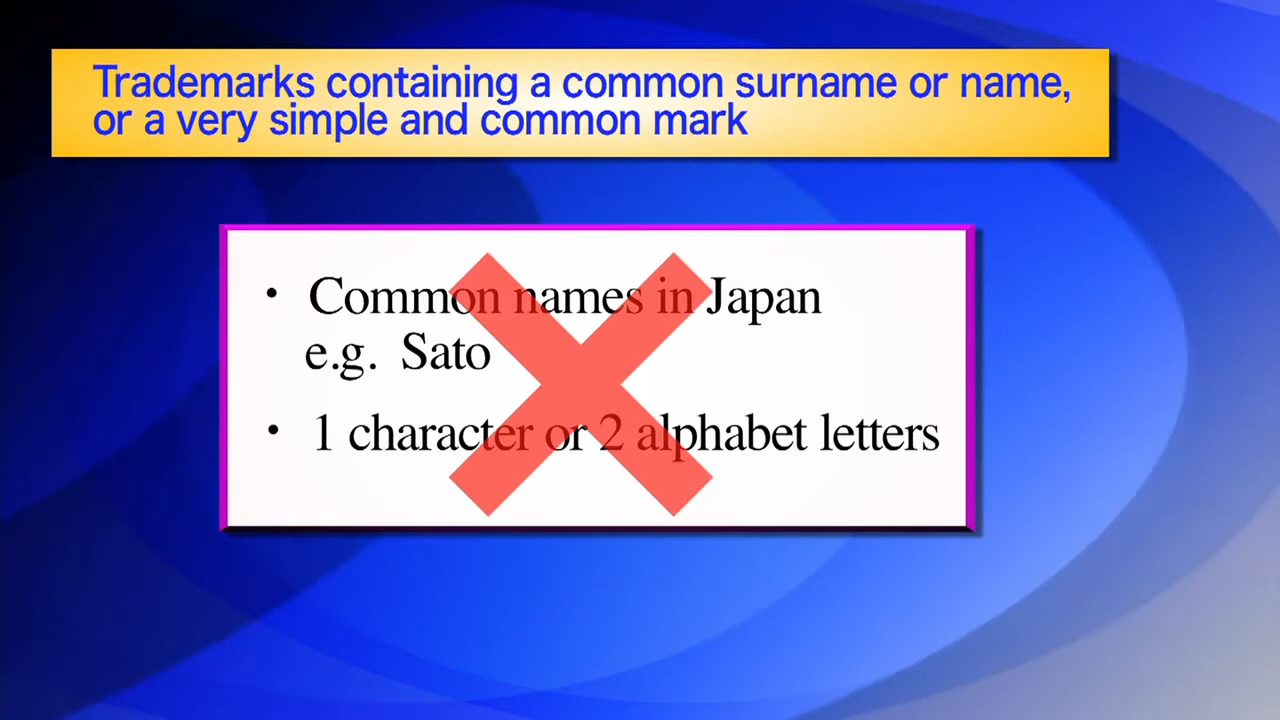 Trademarks containing a common surname or name,
or a very simple and common mark
・ Common names in Japan
e.g. Sato
・ 1 character or 2 alphabet letters